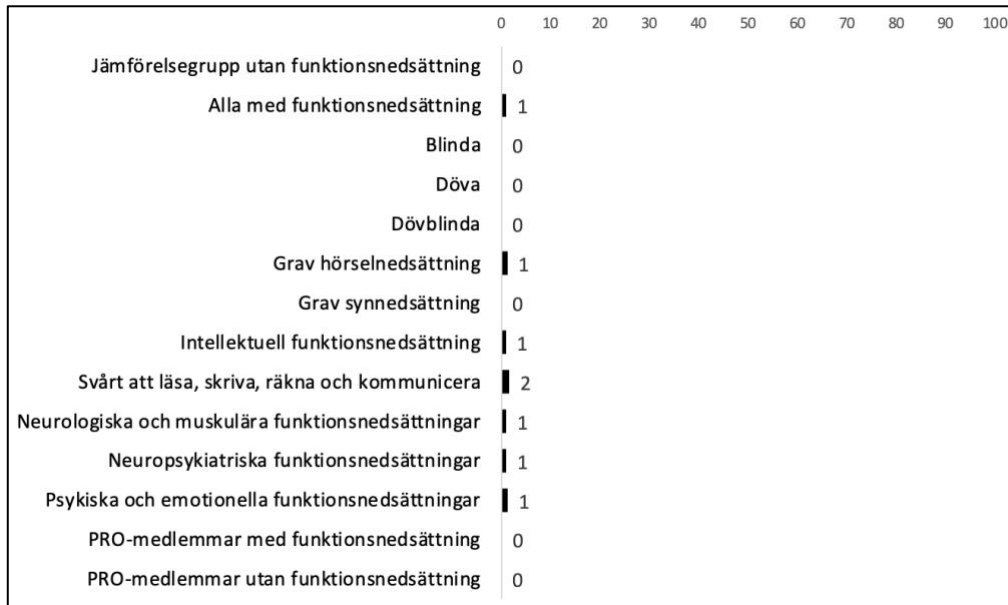 0 10 20 30 40 50 60 70 80 90 100
Jämförelsegrupp utan funktionsnedsättning 0
Alla med funktionsnedsättning 1
Blinda 0
Döva 0
Dövblinda 0
Grav hörselnedsättning 1
Grav synnedsättning 0
Intellektuell funktionsnedsättning 1
Svårt att läsa, skriva, räkna och kommunicera 2
Neurologiska och muskulära funktionsnedsättningar 1
Neuropsykiatriska funktionsnedsättningar 1
Psykiska och emotionella funktionsnedsättningar 1
PRO-medlemmar med funktionsnedsättning 0
PRO-medlemmar utan funktionsnedsättning 0